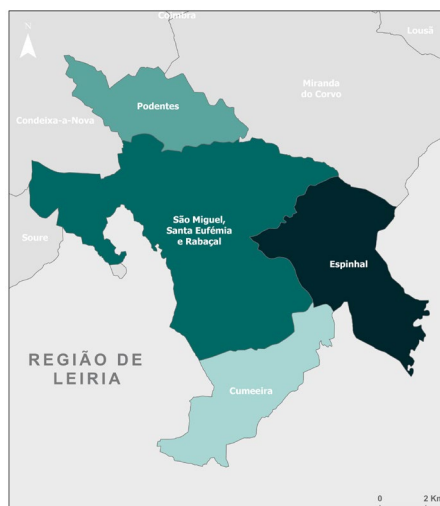 Coimbra
N
Lousã
Miranda
do Corvo
Podentes
Condeixa-a-Nova
São Miguel,
Santa Eufémia
e Rabaçal
Soure
Espinhal
REGIÃO DE
LEIRIA
Cumeeira
0 2 Km